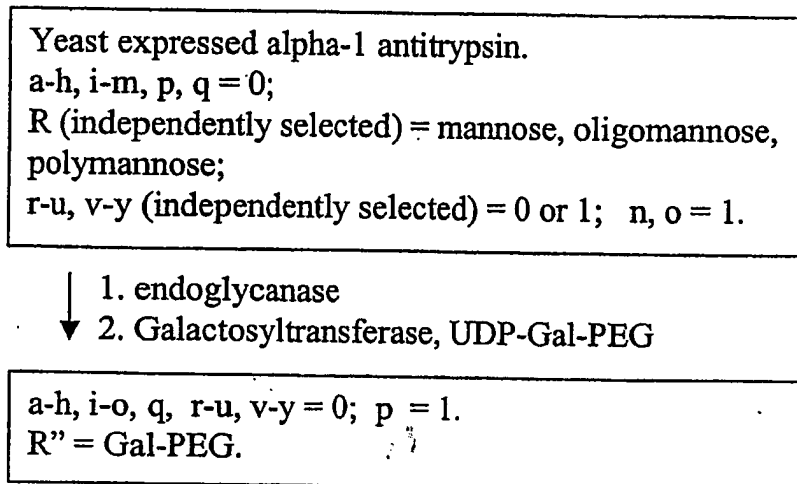 Yeast expressed alpha-1 antitrypsin.
a-h, i-m, p, q = 0;
R (independently selected) = mannose, oligomannose,
polymannose;
r-u, v-y (independently selected) = 0 or 1; n, o = 1.
1. endoglycanase
2. Galactosyltransferase, UDP-Gal-PEG
a-h, i-o, q, r-u, v-y = 0; p = 1.
R” = Gal-PEG.